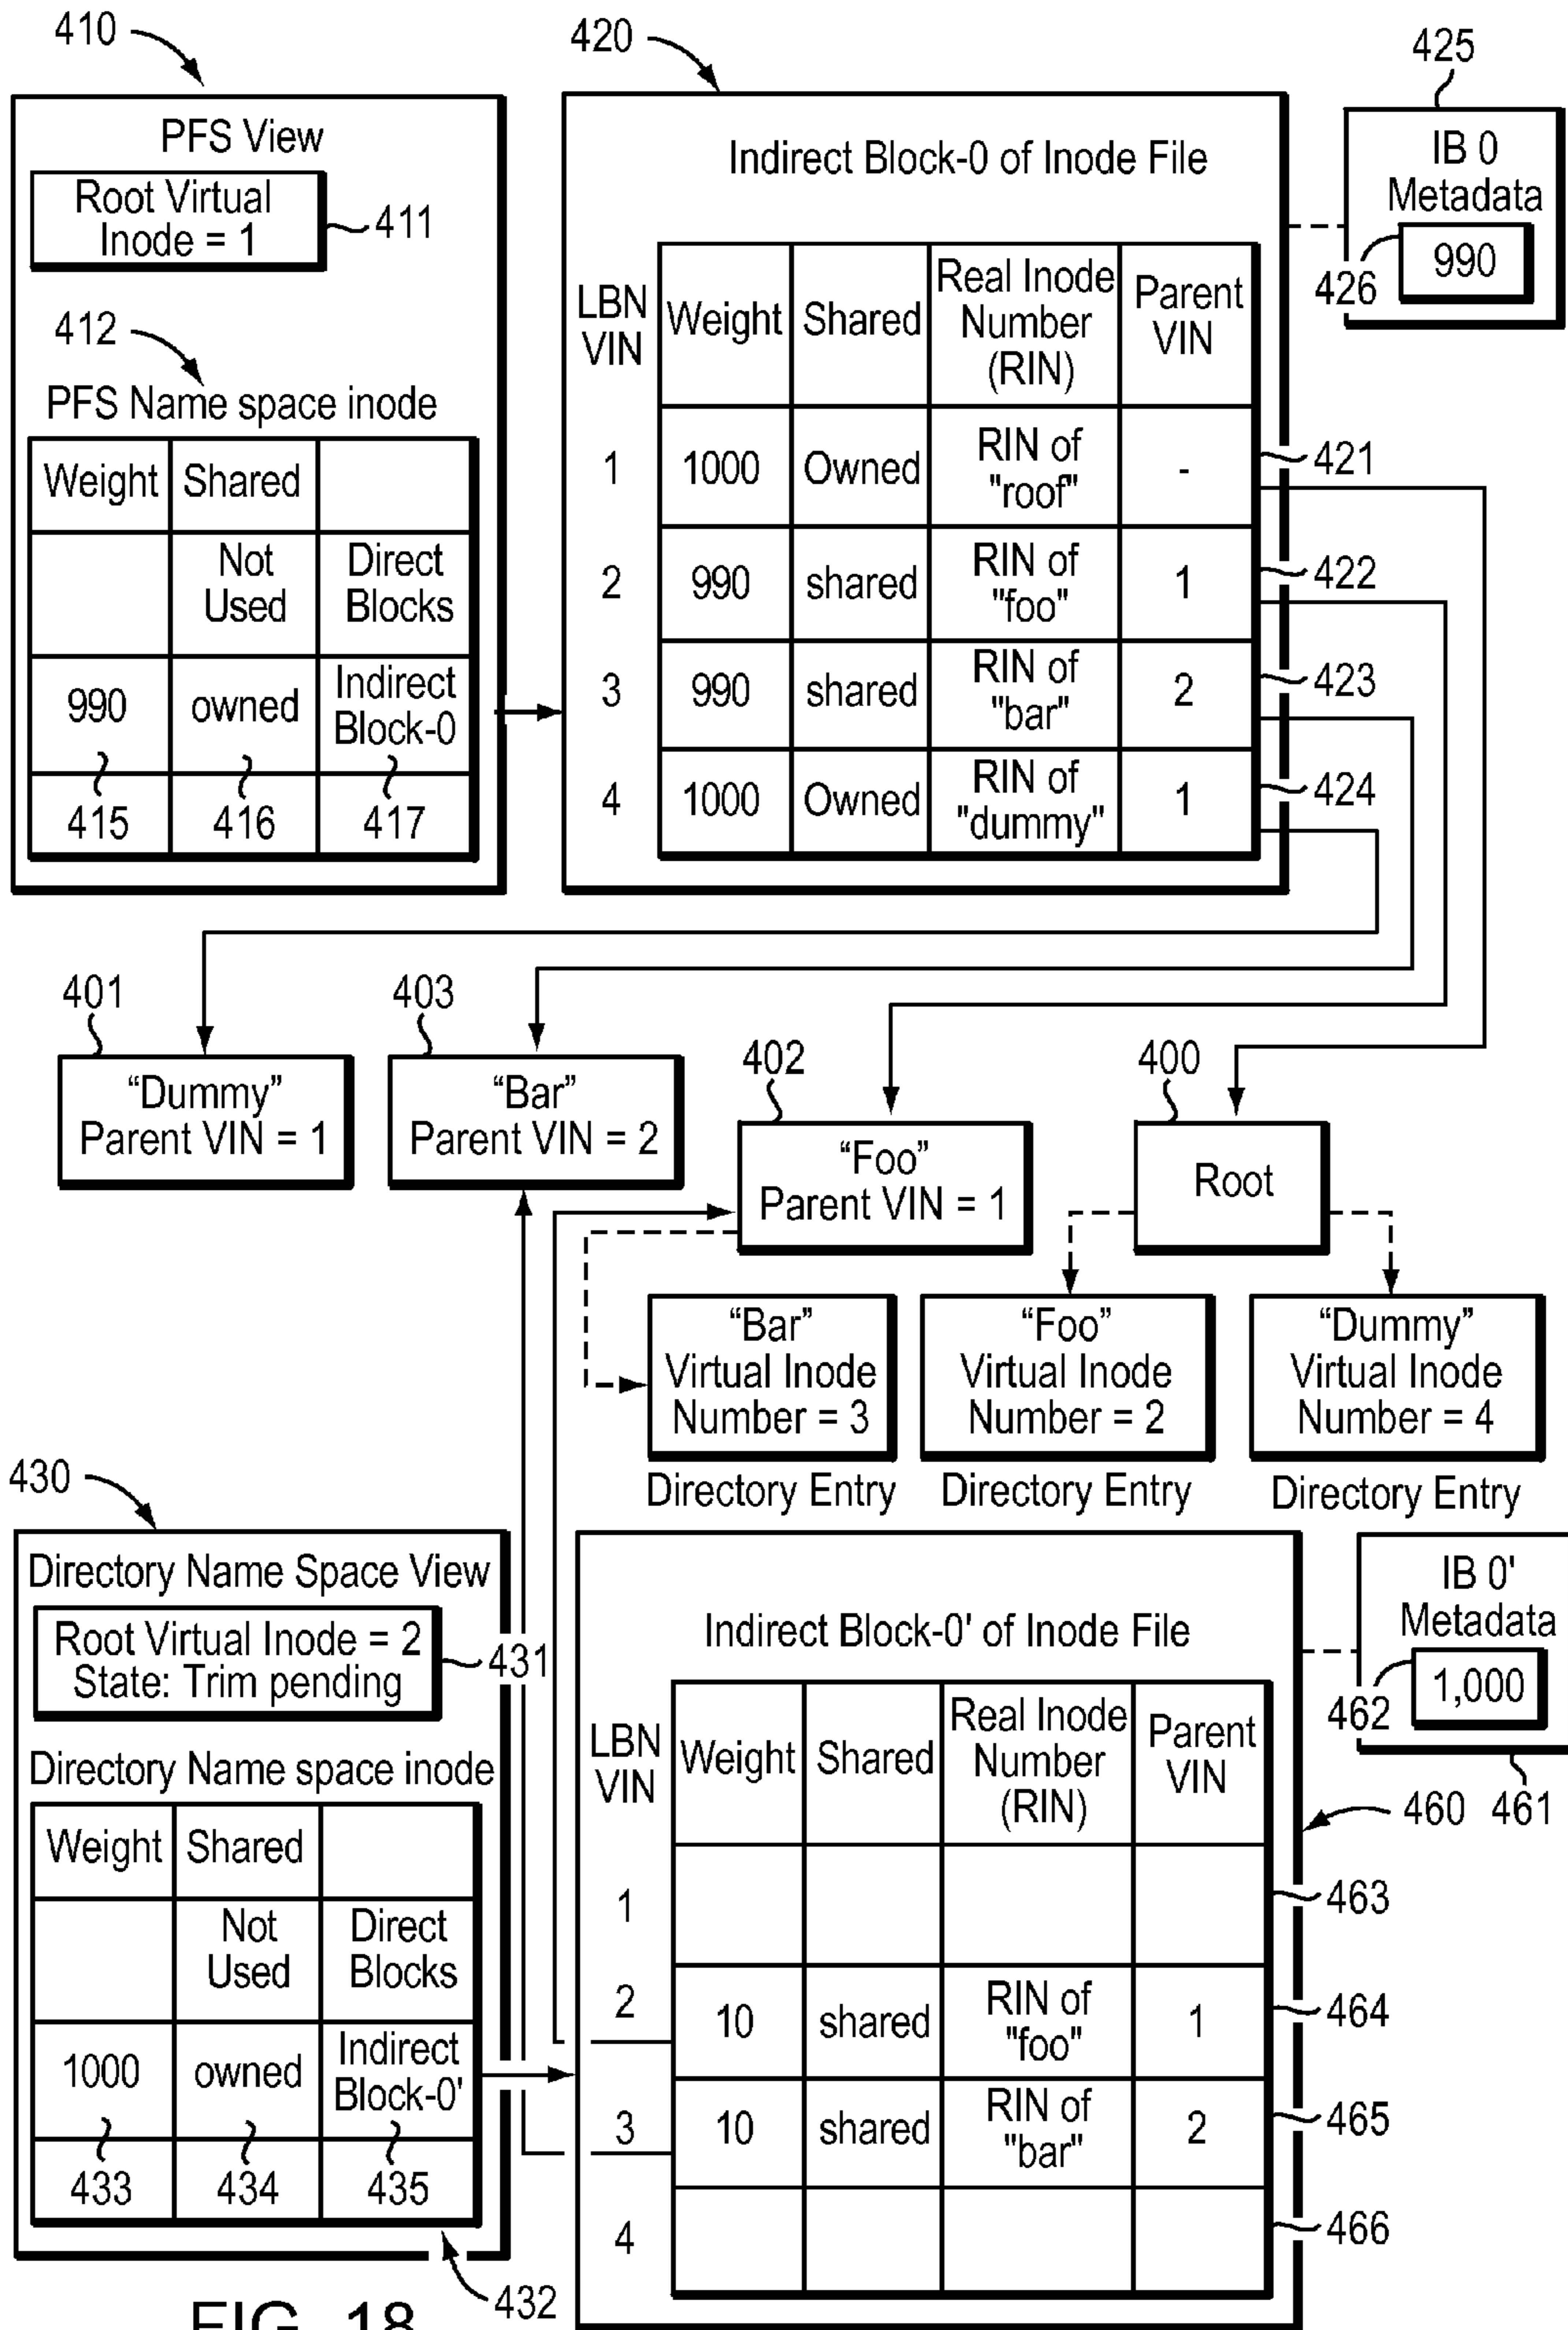 410
420
425
PFS View
Root Virtual
Inode = 1
411
412
PFS Name space inode
Weight Shared
Not
Used
Direct
Blocks
990 owned Indirect
Block-0
415 416 417
Indirect Block-0 of Inode File
LBN
VIN
Weight Shared Real Inode
Number
(RIN)
Parent
VIN
1 1000 Owned RIN of
"roof"
- 421
2 990 shared RIN of
"foo"
1 422
3 990 shared RIN of
"bar"
2 423
4 1000 Owned RIN of
"dummy"
1 424
IB 0
Metadata
990
426
401
403
402
400
“Dummy”
Parent VIN = 1
“Bar”
Parent VIN = 2
“Foo”
Parent VIN = 1
Root
“Bar”
Virtual Inode
Number = 3
Directory Entry
“Foo”
Virtual Inode
Number = 2
Directory Entry
“Dummy”
Virtual Inode
Number = 4
Directory Entry
430
Directory Name Space View
Root Virtual Inode = 2
State: Trim pending
431
Directory Name space inode
Weight Shared
Not
Used
Direct
Blocks
1000 owned Indirect
Block-0'
433 434 435
432
Indirect Block-0' of Inode File
LBN
VIN
Weight Shared Real Inode
Number
(RIN)
Parent
VIN
1 463
2 10 shared RIN of
"foo"
1 464
3 10 shared RIN of
"bar"
2 465
4 466
IB 0'
Metadata
1,000
462
460 461
FIG. 18